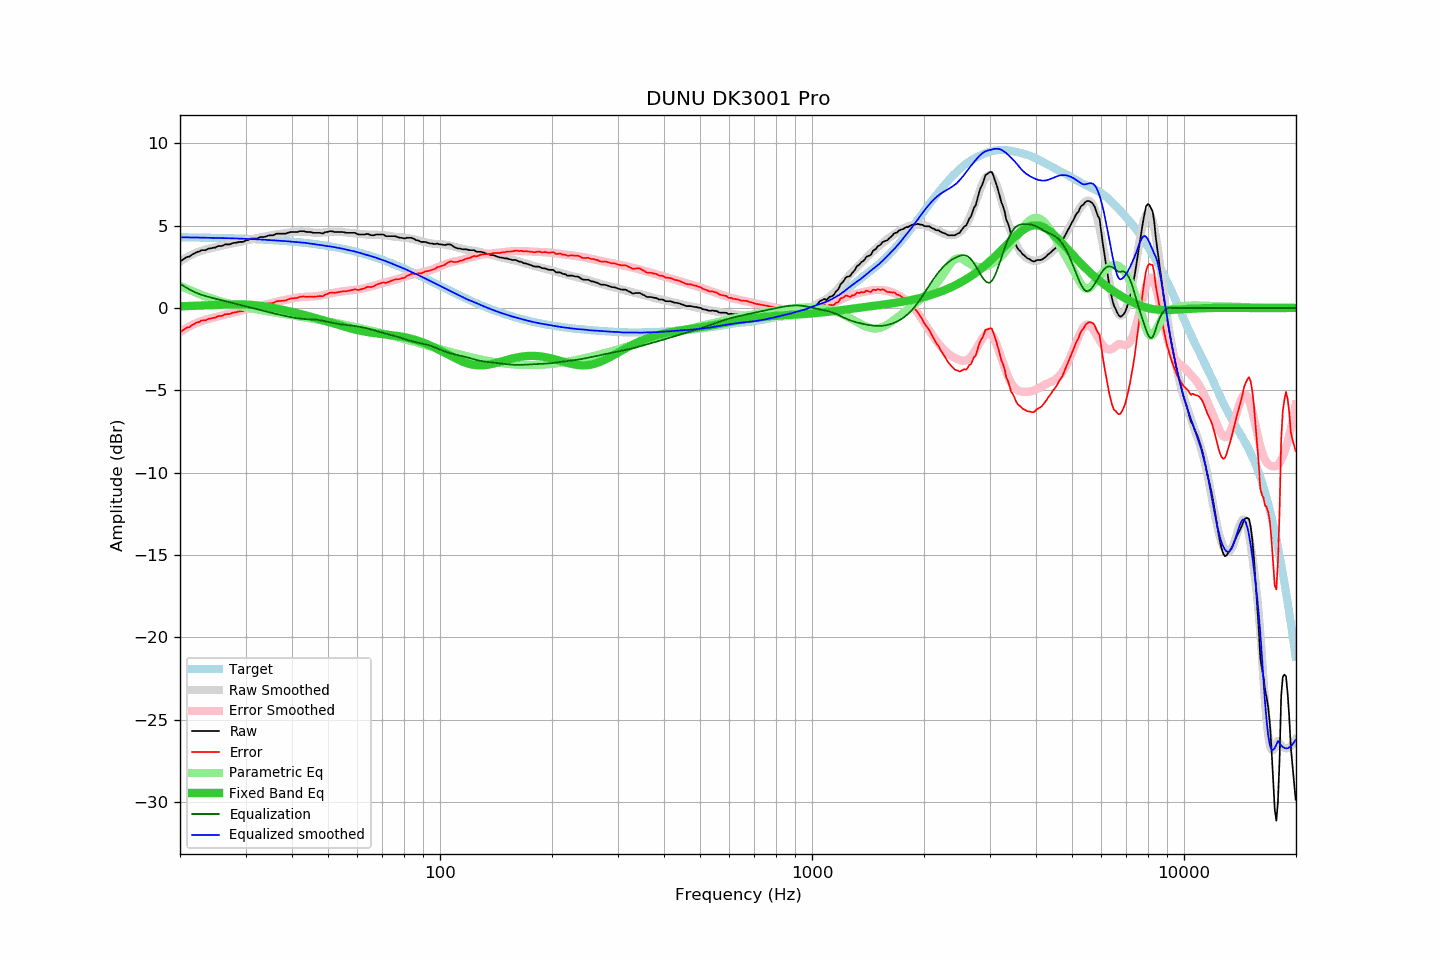 DUNU DK3001 Pro
10
5
0
−5
−10
−15
−20
−25
−30
Amplitude (dBr)
Target
Raw Smoothed
Error Smoothed
Raw
Error
Parametric Eq
Fixed Band Eq
Equalization
Equalized smoothed
100
1000
10000
Frequency (Hz)